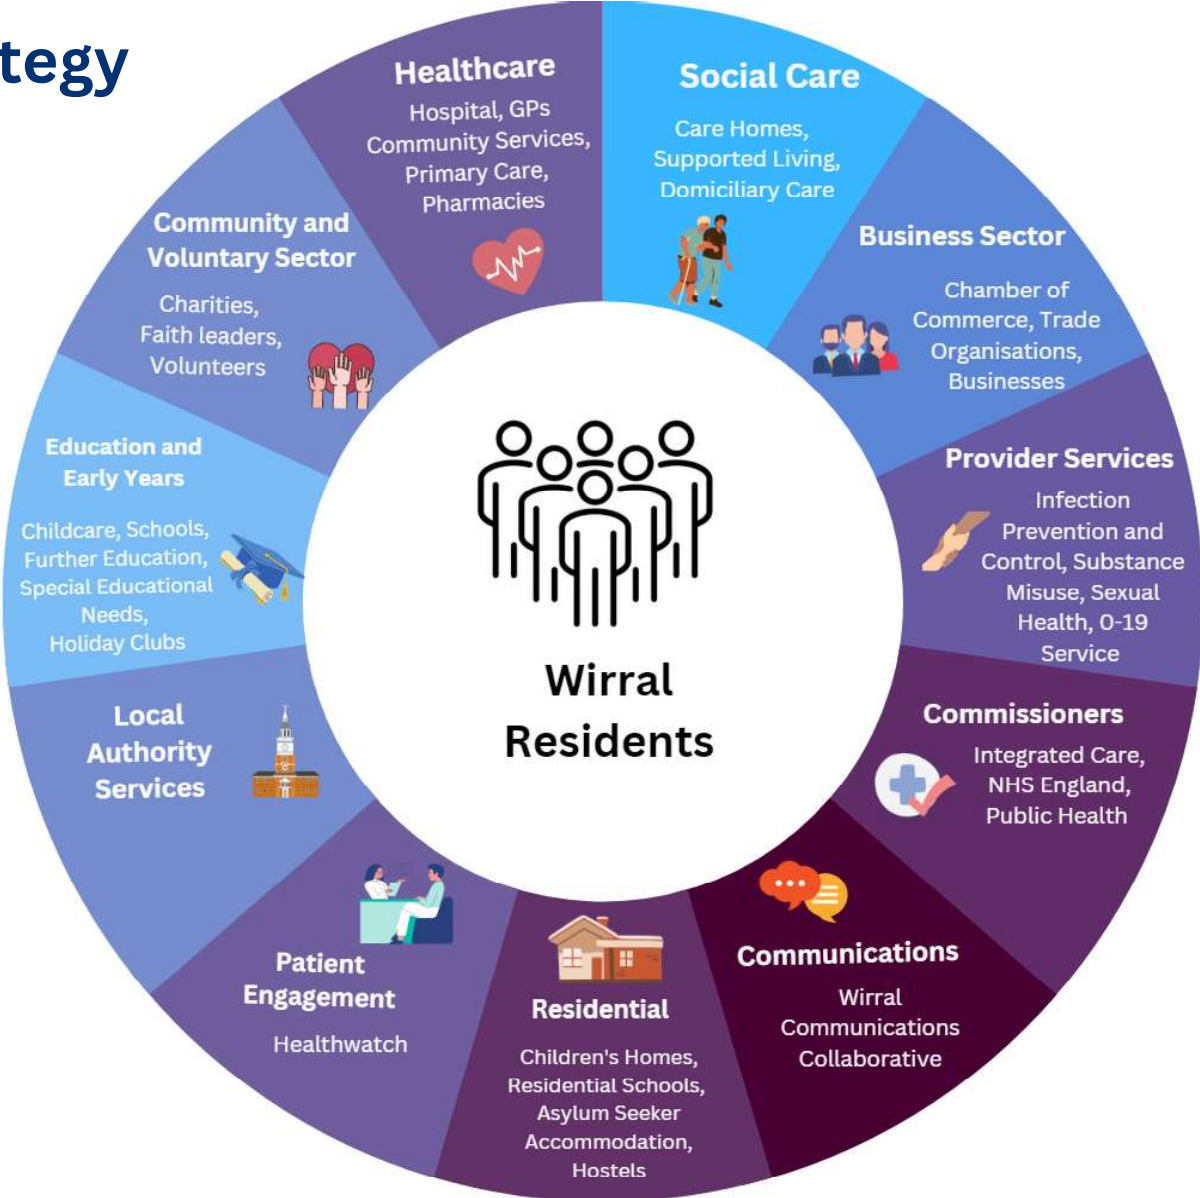 tegy
Healthcare
Hospital, GPs
Community Services,
Primary Care,
Pharmacies
Social Care
Care Homes,
Supported Living,
Domiciliary Care
Business Sector
Chamber of
Commerce, Trade
Organisations,
Businesses
Provider Services
Infection
Prevention and
Control, Substance
Misuse, Sexual
Health, 0-19
Service
Commissioners
Integrated Care,
NHS England,
Public Health
Communications
Wirral
Communications
Collaborative
Residential
Children's Homes,
Residential Schools,
Asylum Seeker
Accommodation,
Hostels
Patient
Engagement
Healthwatch
Local
Authority
Services
Education and
Early Years
Childcare, Schools,
Further Education,
Special Educational
Needs,
Holiday Clubs
Community and
Voluntary Sector
Charities,
Faith leaders,
Volunteers
Wirral
Residents